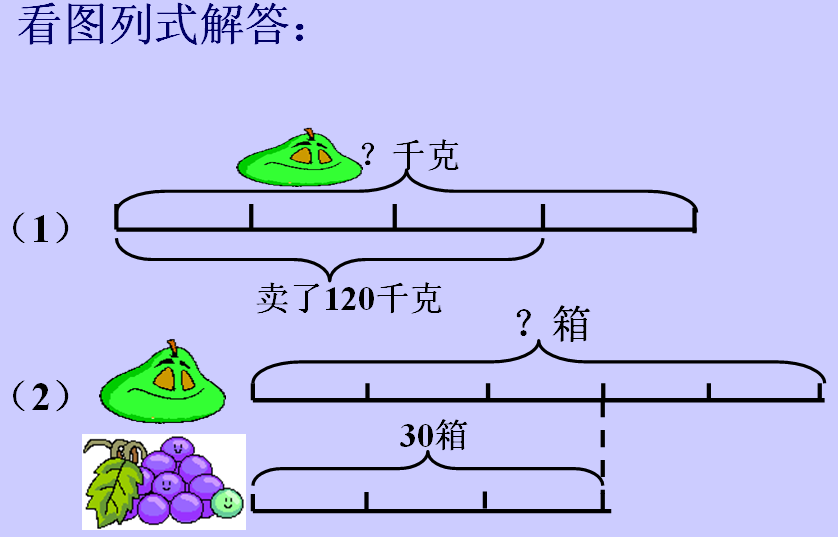 看图列式解答：
？千克
（1）
卖了120千克
？箱
（2）
30箱